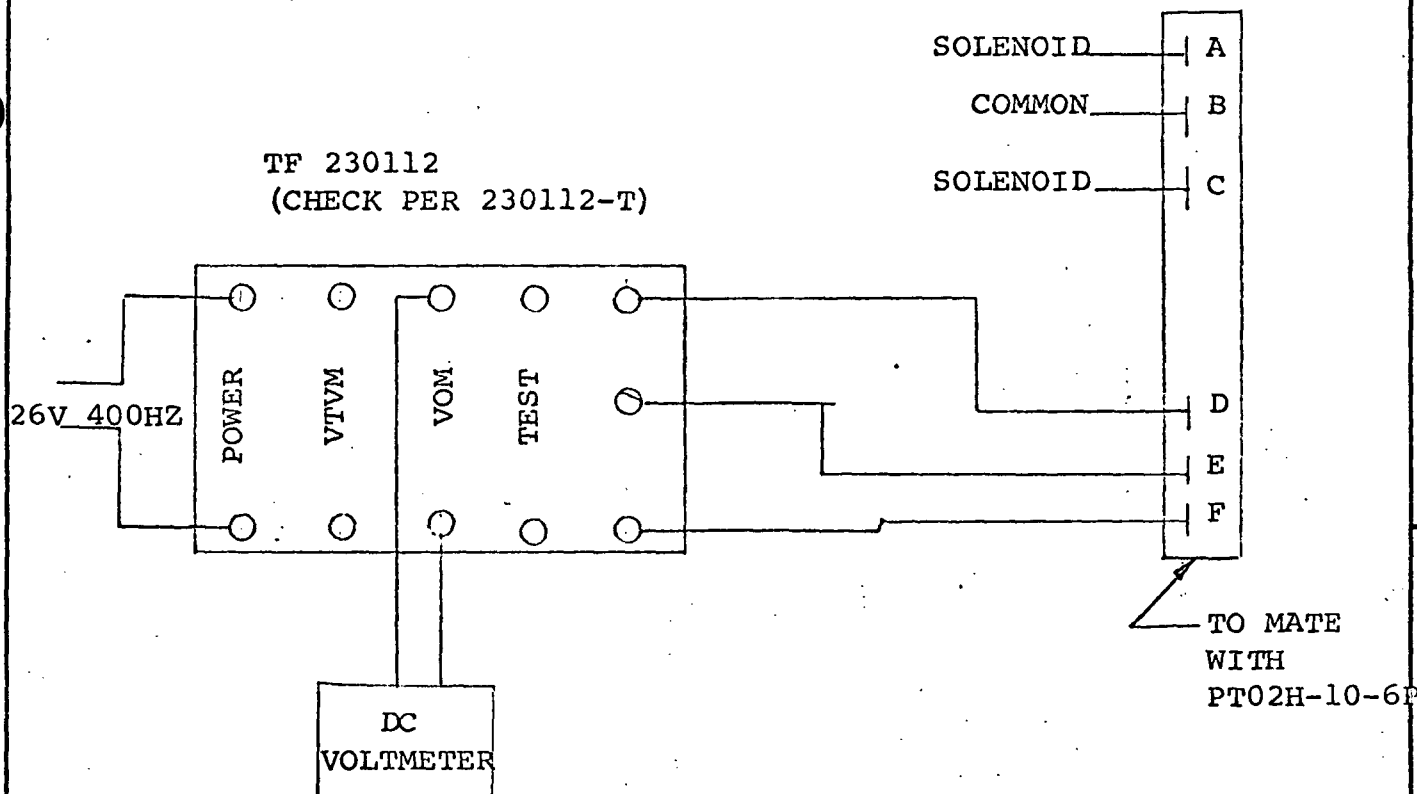 SOLENOID
A
COMMON
B
SOLENOID
C
TF 230112
(CHECK PER 230112-T)
26V 400HZ
POWER
VTVM
VOM
TEST
D
E
F
TO MATE
WITH
PT02H-10-6P
DC
VOLTMETER